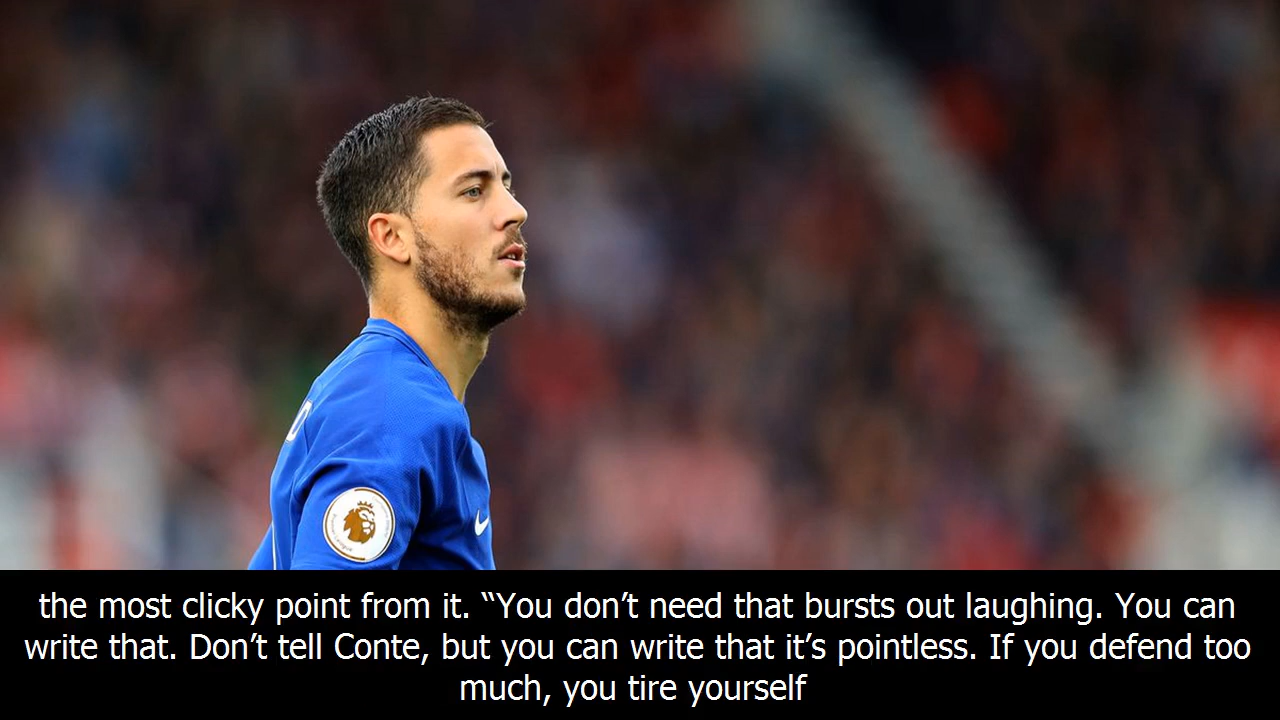 the most clicky point from it. “You don’t need that bursts out laughing. You can
write that. Don’t tell Conte, but you can write that it’s pointless. If you defend too
much, you tire yourself